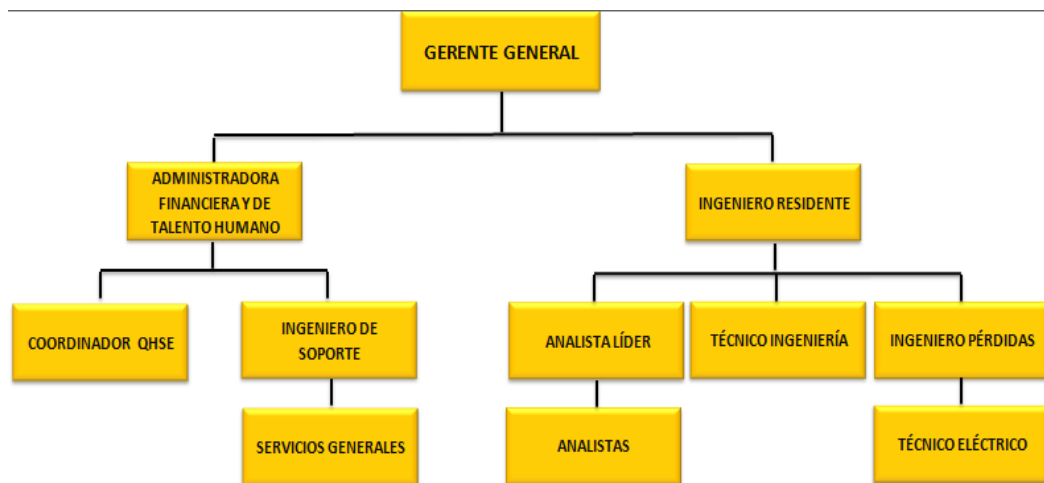 GERENTE GENERAL
ADMINISTRADORA
FINANCIERA Y DE
TALENTO HUMANO
INGENIERO RESIDENTE
COORDINADOR QHSE
INGENIERO DE
SOPORTE
ANALISTA LÍDER
TÉCNICO INGENIERÍA
INGENIERO PÉRDIDAS
SERVICIOS GENERALES
ANALISTAS
TÉCNICO ELÉCTRICO